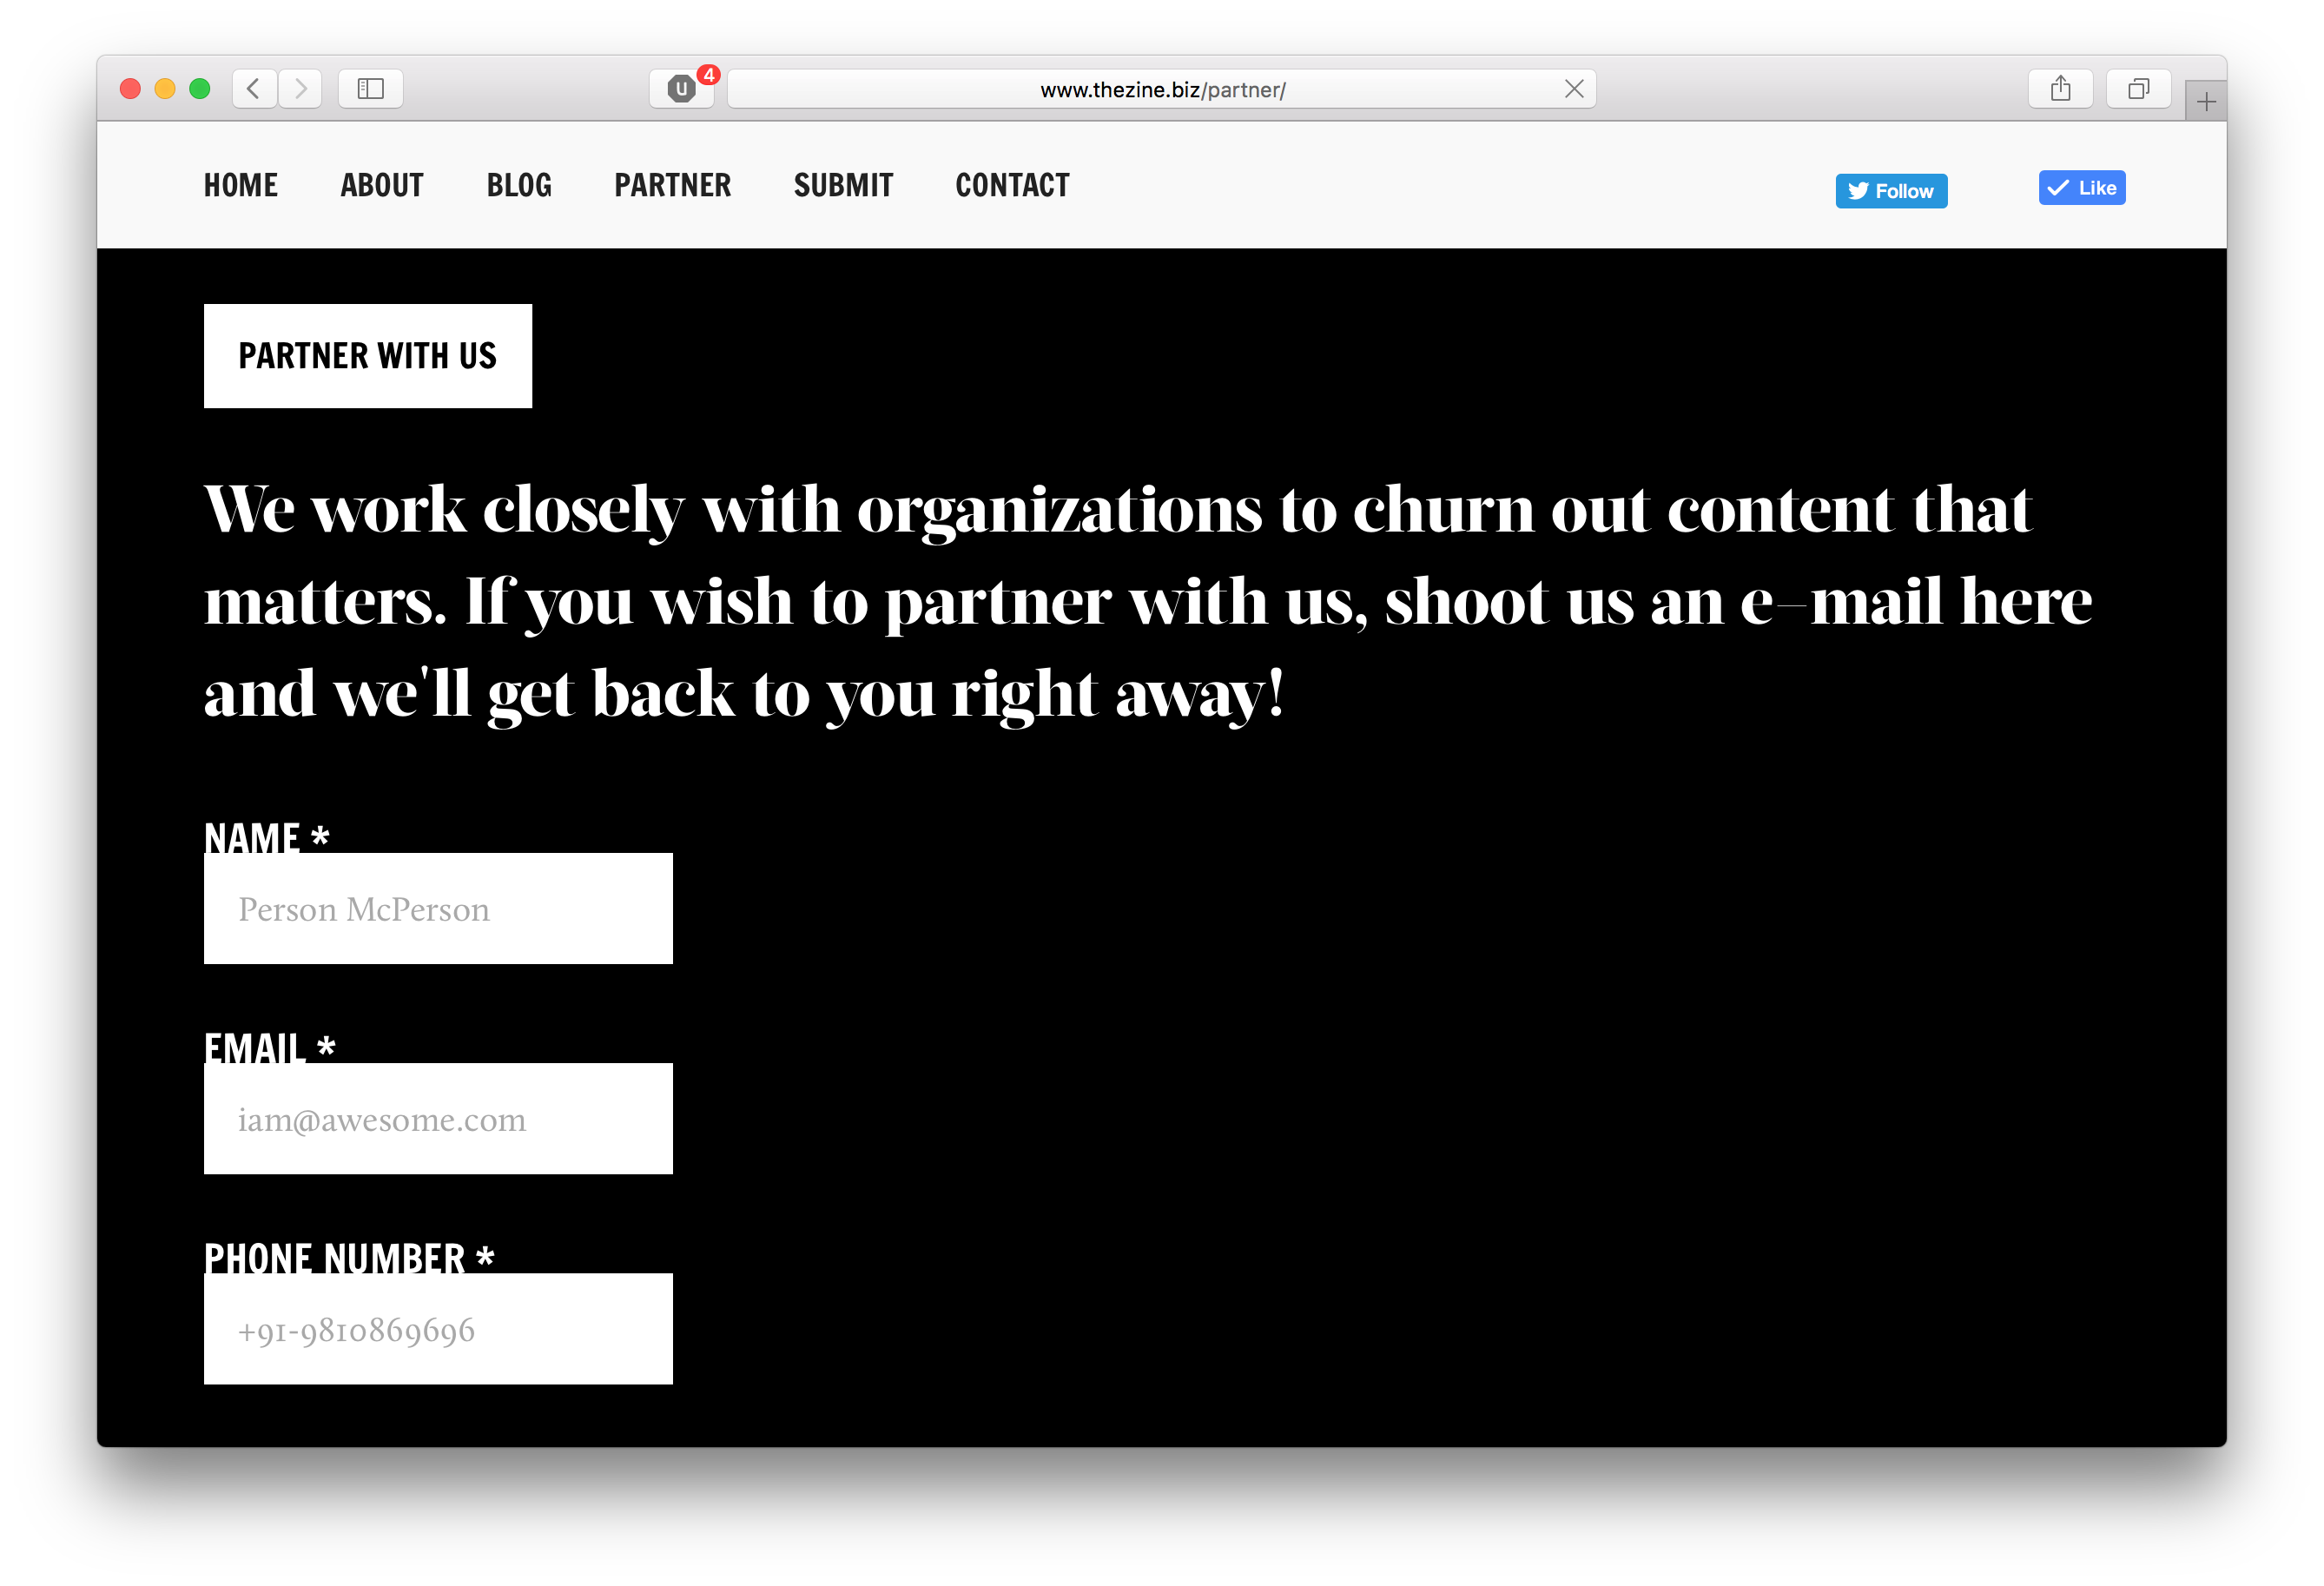 4
www.thezine.biz/partner/
HOME ABOUT BLOG PARTNER SUBMIT CONTACT Follow Like
PARTNER WITH US
We work closely with organizations to churn out content that
matters. If you wish to partner with us, shoot us an e-mail here
and we'll get back to you right away!
NAME *
Person McPerson
EMAIL *
iam@awesome.com
PHONE NUMBER *
+91-9810869696